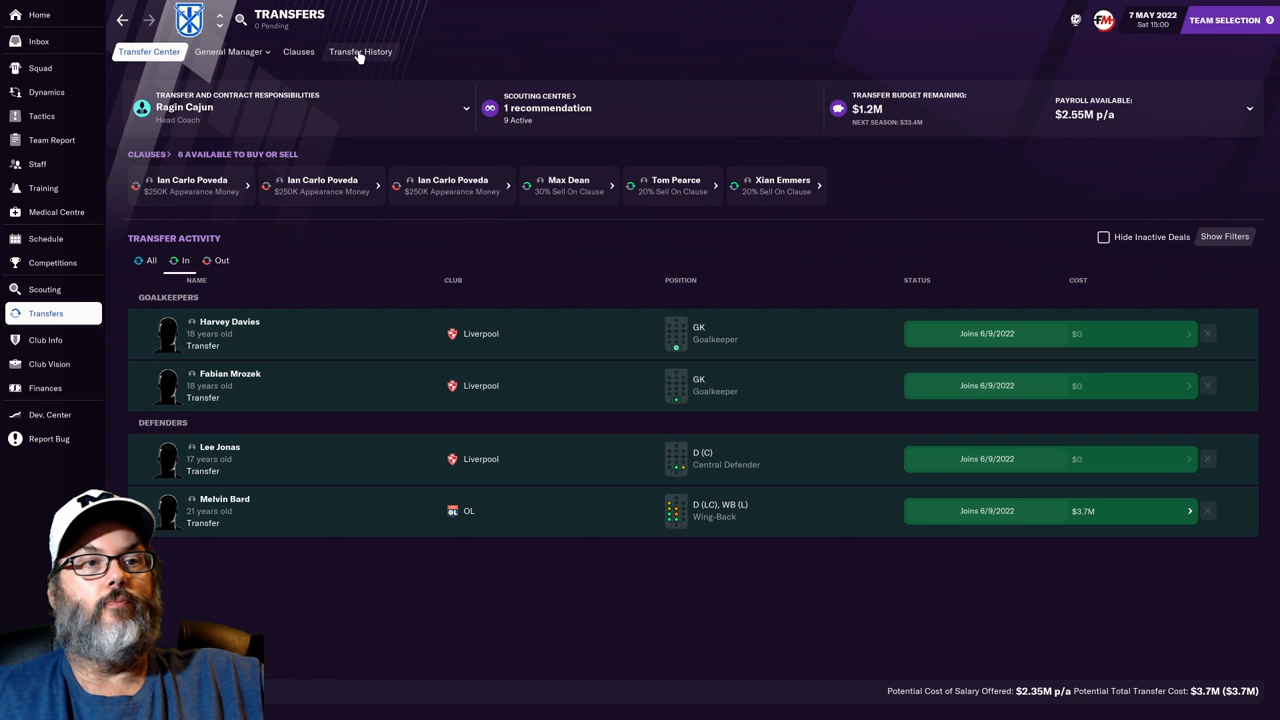 Home
Inbox
Squad
Dynamics
Tactics
Team Report
Staff
Training
Medical Centre
Schedule
Competitions
Scouting
Transfers
Club Info
Club Vision
Finances
Dev. Center
Report Bug
TRANSFERS
0 Pending
FM
7 MAY 2022
Sat 15:00
TEAM SELECTION
Transfer Center
General Manager
Clauses
Transfer History
TRANSFER AND CONTRACT RESPONSIBILITIES
Ragin Cajun
Head Coach
SCOUTING CENTRE >
1 recommendation
9 Active
TRANSFER BUDGET REMAINING:
$1.2M
NEXT SEASON: $33.4M
PAYROLL AVAILABLE:
$2.55M p/a
CLAUSES > 6 AVAILABLE TO BUY OR SELL
Ian Carlo Poveda
$250K Appearance Money
Ian Carlo Poveda
$250K Appearance Money
Ian Carlo Poveda
$250K Appearance Money
Max Dean
30% Sell On Clause
Tom Pearce
20% Sell On Clause
Xian Emmers
20% Sell On Clause
TRANSFER ACTIVITY
Hide Inactive Deals
Show Filters
All In Out
NAME CLUB POSITION STATUS COST
GOALKEEPERS
Harvey Davies
18 years old
Transfer
Liverpool
GK
Goalkeeper
Joins 6/9/2022 $0
Fabian Mrozek
18 years old
Transfer
Liverpool
GK
Goalkeeper
Joins 6/9/2022 $0
DEFENDERS
Lee Jonas
17 years old
Transfer
Liverpool
D (C)
Central Defender
Joins 6/9/2022 $0
Melvin Bard
21 years old
Transfer
OL
D (LC), WB (L)
Wing-Back
Joins 6/9/2022 $3.7M
Potential Cost of Salary Offered: $2.35M p/a Potential Total Transfer Cost: $3.7M ($3.7M)